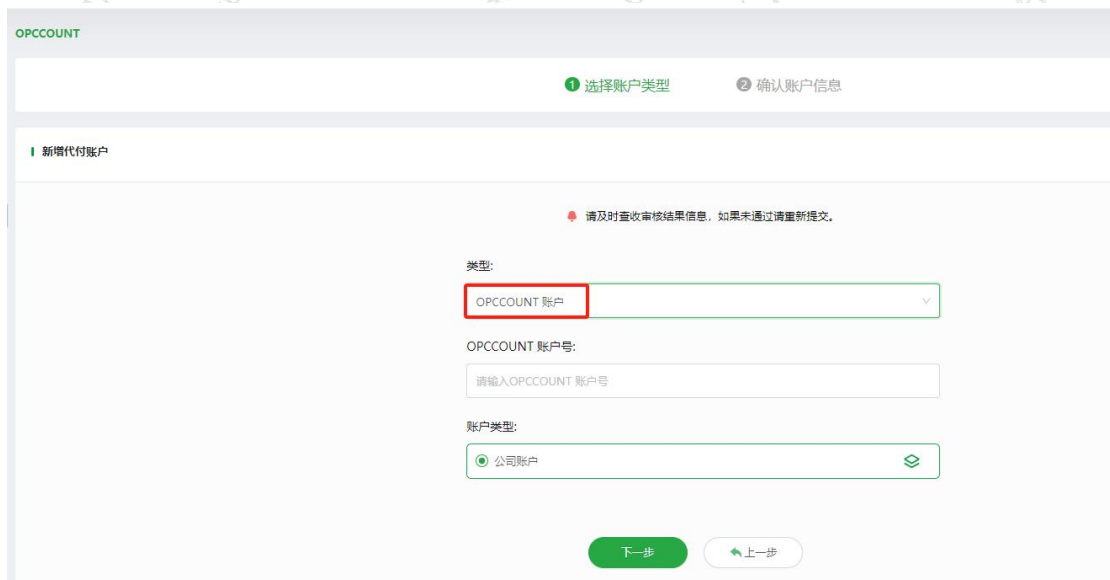 OPCCOUNT
1 选择账户类型 2 确认账户信息
新增代付账户
请及时查收审核结果信息，如果未通过请重新提交。
类型:
OPCCOUNT 账户
OPCCOUNT 账户号:
请输入OPCCOUNT 账户号
账户类型:
公司账户
下一步 上一步